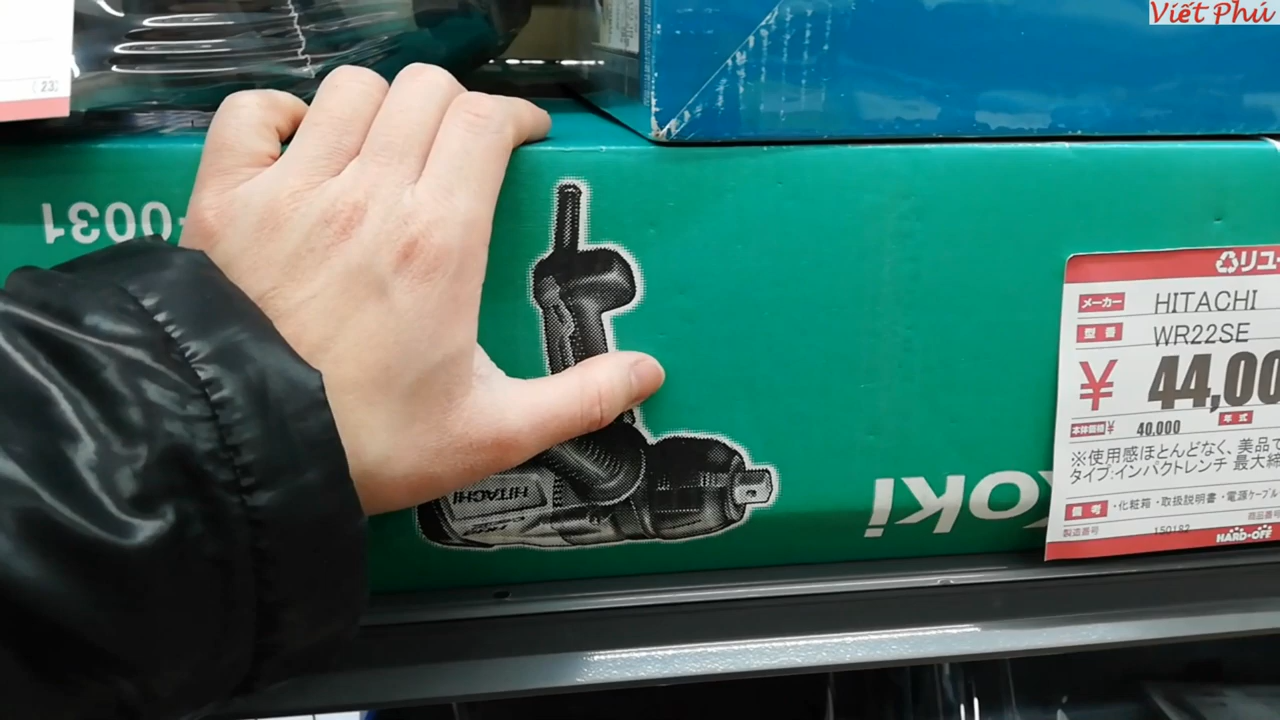 Viết Phú
(23)
0031
HITACHI
Koki
リユー
メーカー HITACHI
型番 WR22SE
¥ 44,00
本体価格¥ 40,000 年式
※使用感ほとんどなく、美品で
タイプ:インパクトレンチ 最大締
備考 ・化粧箱・取扱説明書・電源ケーブル
商品番号
製造番号 150182
HARD・OFF